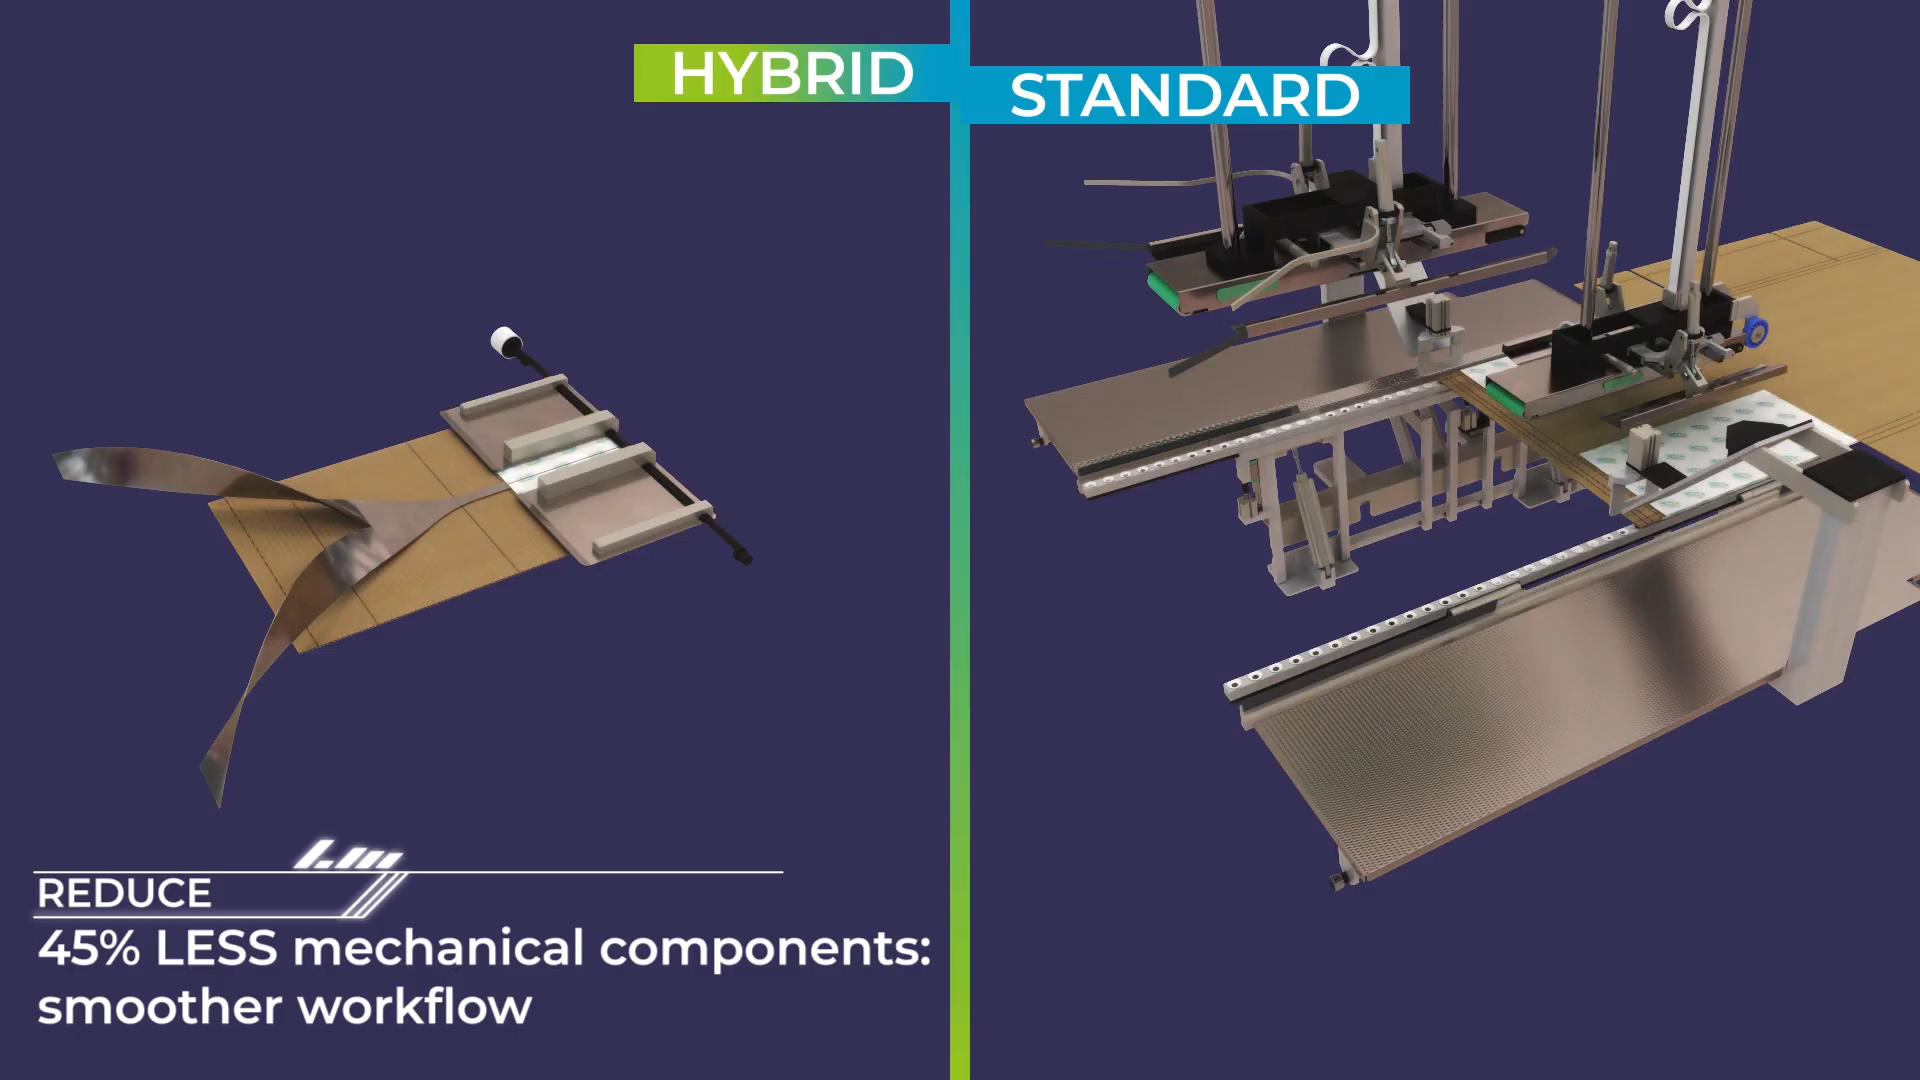 HYBRID
STANDARD
REDUCE
45% LESS mechanical components:
smoother workflow